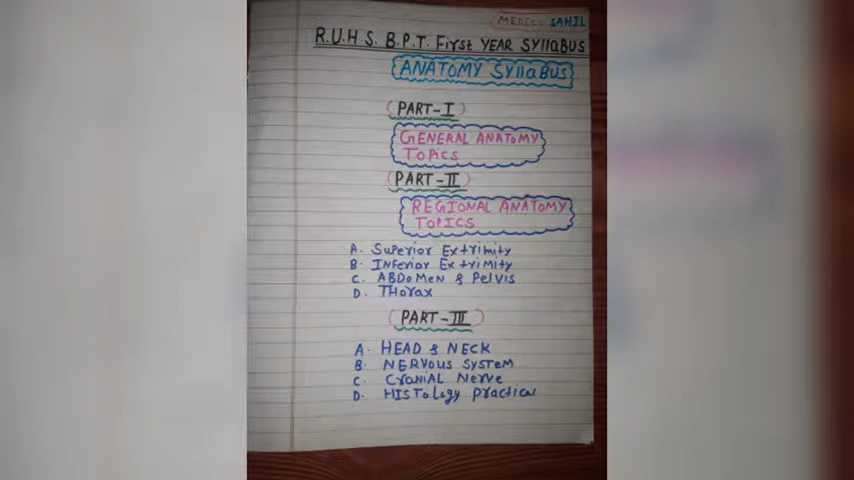 MEDICO SAHIL
R.U.H S. B.P.T. First YEAR SYllaBUS
ANATOMY SYllaBUS
(PART-I)
GENERAL ANATOMY
TOPICS
(PART-II)
REGIONAL ANATOMY
TOPICS
A. Superior Extrimity
B. INFerior Extrimity
C. ABDOMEN & Pelvis
D. THorax
(PART-III)
A. HEAD & NECK
B. NERVOUS SYSTEM
C. CRANIAL Nerve
D. HISTology practical